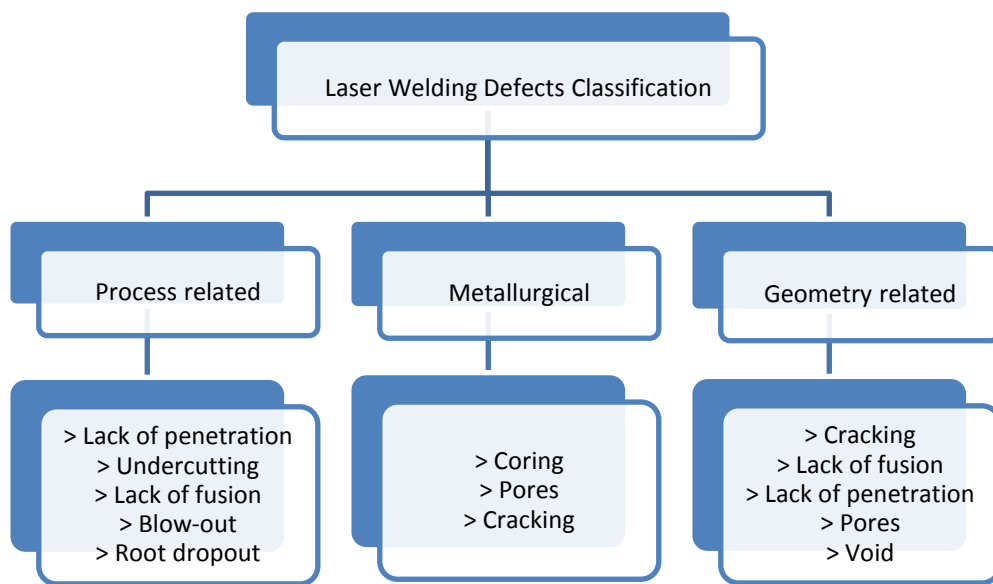 Laser Welding Defects Classification
Process related
Metallurgical
Geometry related
> Lack of penetration
> Undercutting
> Lack of fusion
> Blow-out
> Root dropout
> Coring
> Pores
> Cracking
> Cracking
> Lack of fusion
> Lack of penetration
> Pores
> Void